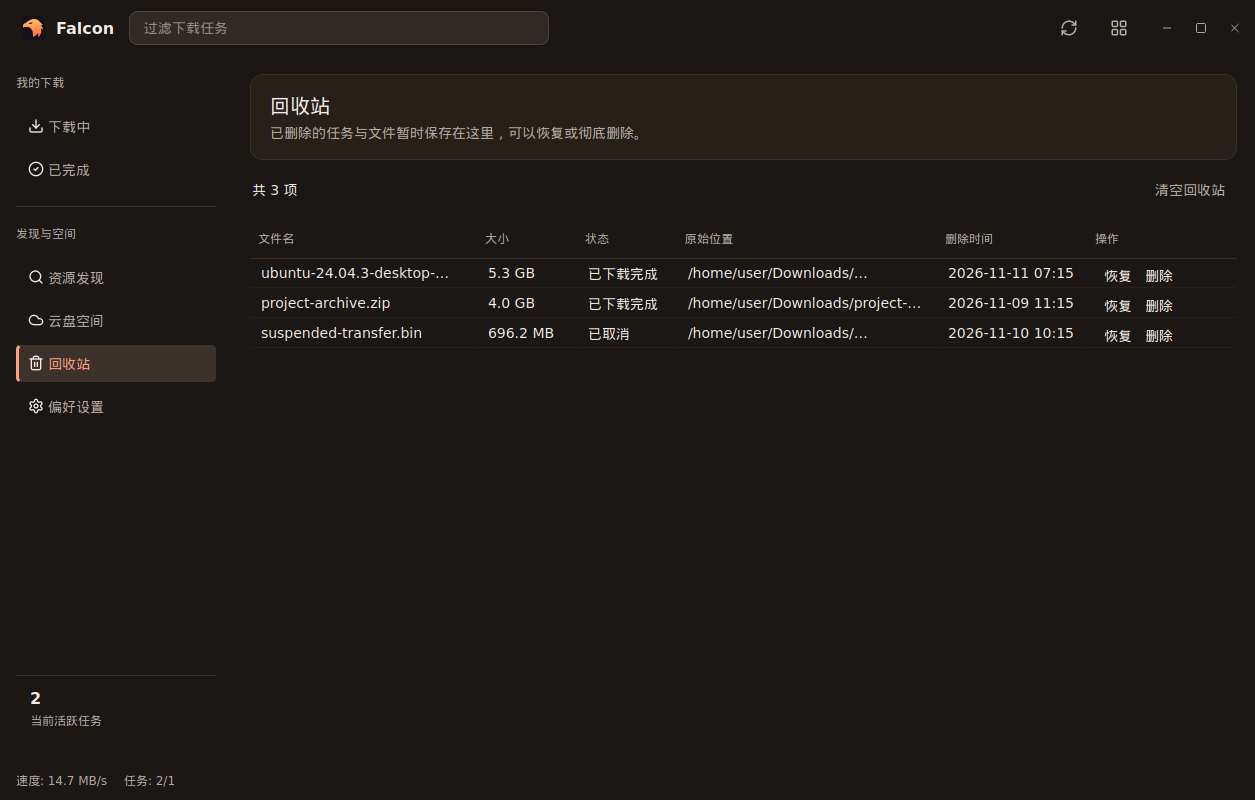 Falcon
过滤下载任务
我的下载
下载中
已完成
发现与空间
资源发现
云盘空间
回收站
偏好设置
2
当前活跃任务
速度: 14.7 MB/s 任务: 2/1
回收站
已删除的任务与文件暂时保存在这里，可以恢复或彻底删除。
共 3 项 清空回收站
文件名 大小 状态 原始位置 删除时间 操作
ubuntu-24.04.3-desktop-… 5.3 GB 已下载完成 /home/user/Downloads/… 2026-11-11 07:15 恢复 删除
project-archive.zip 4.0 GB 已下载完成 /home/user/Downloads/project-… 2026-11-09 11:15 恢复 删除
suspended-transfer.bin 696.2 MB 已取消 /home/user/Downloads/… 2026-11-10 10:15 恢复 删除